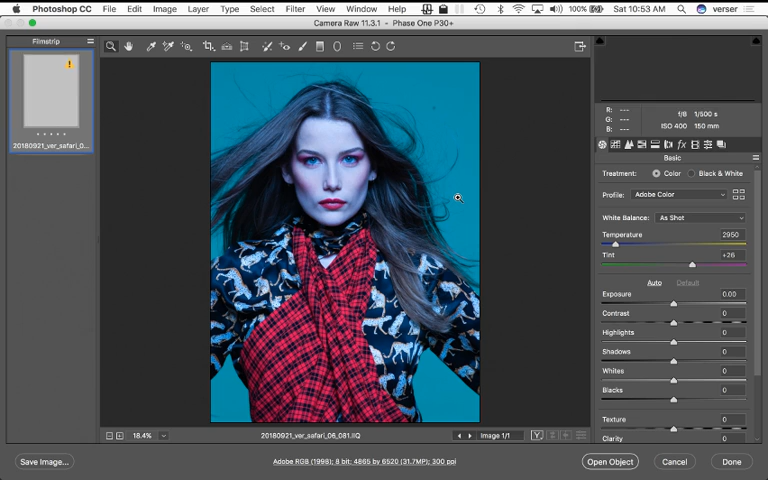 Photoshop CC File Edit Image Layer Type Select Filter View Window Help 100% Sat 10:53 AM verser
Camera Raw 11.3.1 - Phase One P30+
Filmstrip
20180921_ver_safari_0...
R: ---
G: ---
B: ---
f/8 1/500 s
ISO 400 150 mm
fx
Basic
Treatment: Color Black & White
Profile: Adobe Color
White Balance: As Shot
Temperature 2950
Tint +26
Auto Default
Exposure 0.00
Contrast 0
Highlights 0
Shadows 0
Whites 0
Blacks 0
Texture 0
Clarity 0
18.4% 20180921_ver_safari_06_081.IIQ Image 1/1 Y
Save Image... Adobe RGB (1998); 8 bit; 4865 by 6520 (31.7MP); 300 ppi Open Object Cancel Done